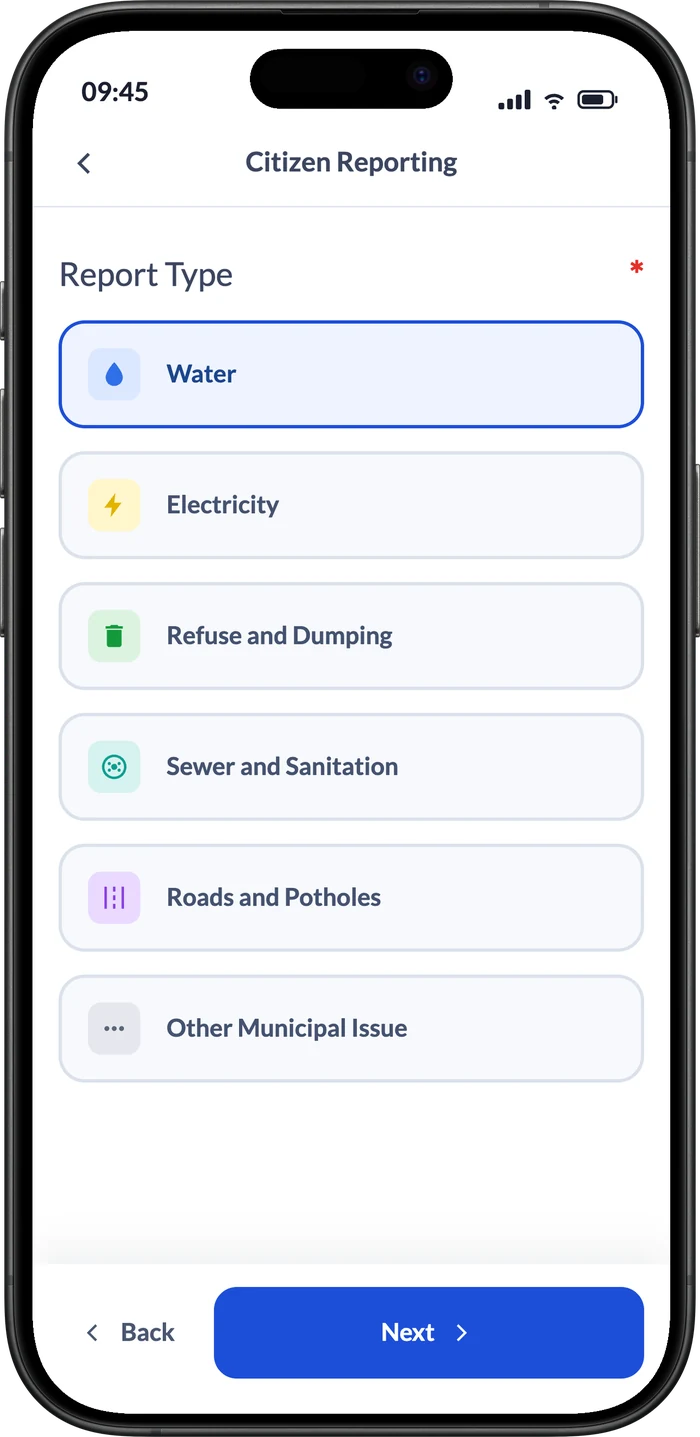 09:45
Citizen Reporting
Report Type *
Water
Electricity
Refuse and Dumping
Sewer and Sanitation
Roads and Potholes
Other Municipal Issue
Back
Next